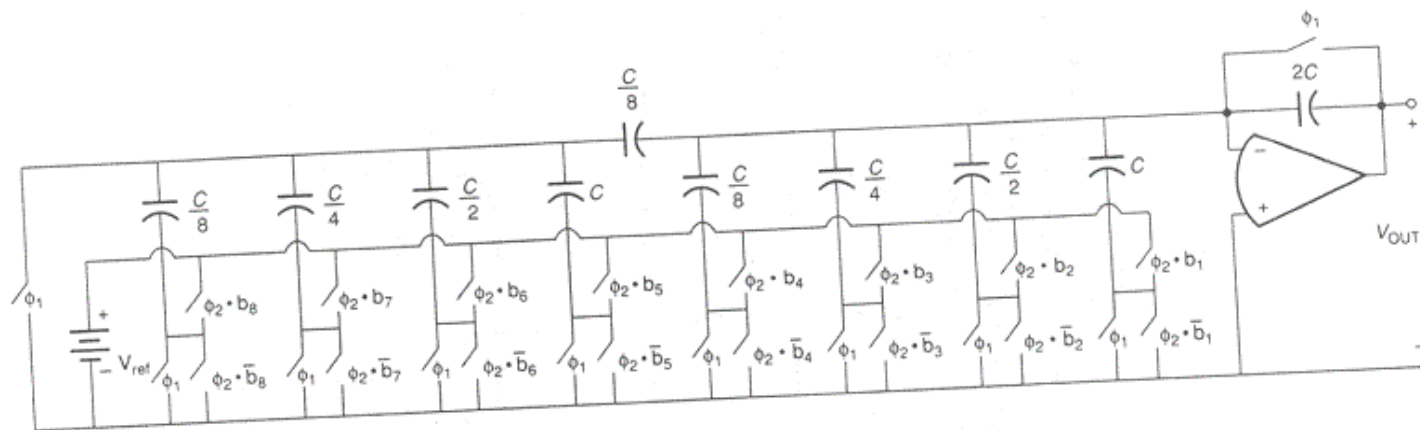 ϕ₁
2C
C/8
C/8
C/4
C/2
C
C/8
C/4
C/2
C
−
+
+
V_OUT
−
ϕ₁
+
V_ref
−
ϕ₂ • b₈
ϕ₂ • b₇
ϕ₂ • b₆
ϕ₂ • b₅
ϕ₂ • b₄
ϕ₂ • b₃
ϕ₂ • b₂
ϕ₂ • b₁
ϕ₁ ϕ₂ • b̅₈
ϕ₁ ϕ₂ • b̅₇
ϕ₁ ϕ₂ • b̅₆
ϕ₁ ϕ₂ • b̅₅
ϕ₁ ϕ₂ • b̅₄
ϕ₁ ϕ₂ • b̅₃
ϕ₁ ϕ₂ • b̅₂
ϕ₁ ϕ₂ • b̅₁